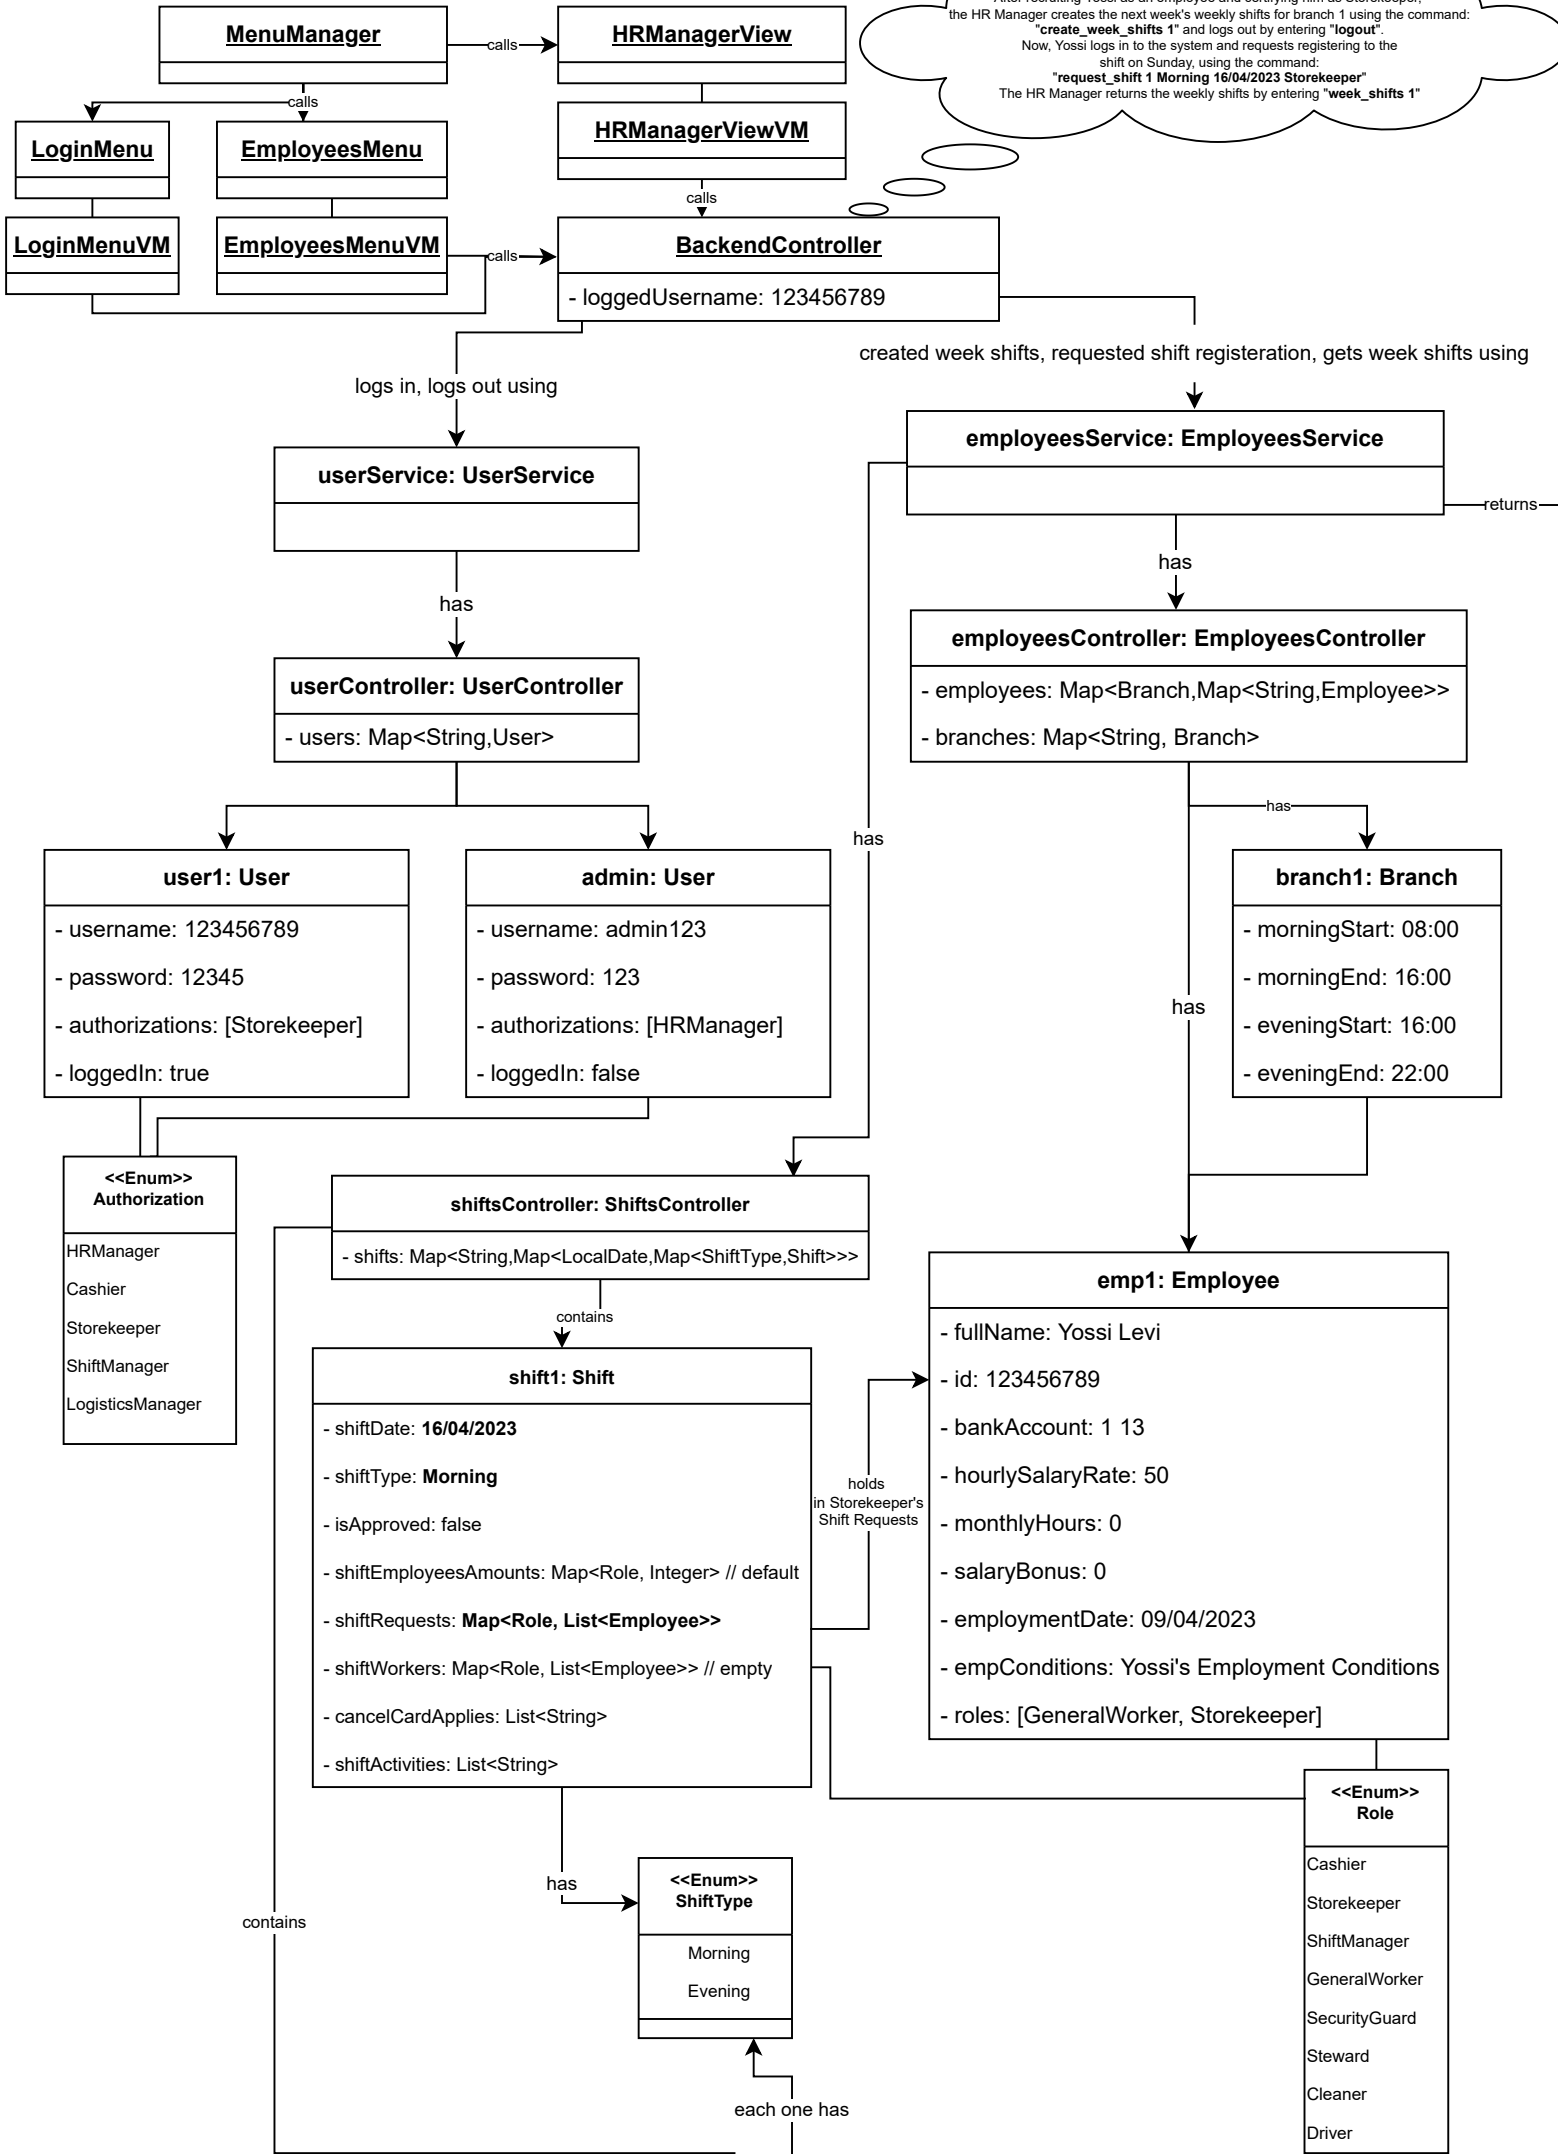 After recruiting Yossi as an employee and certifying him as Storekeeper,
the HR Manager creates the next week's weekly shifts for branch 1 using the command:
"create_week_shifts 1" and logs out by entering "logout".
Now, Yossi logs in to the system and requests registering to the
shift on Sunday, using the command:
"request_shift 1 Morning 16/04/2023 Storekeeper"
The HR Manager returns the weekly shifts by entering "week_shifts 1"
MenuManager
calls
HRManagerView
calls
HRManagerViewVM
LoginMenu
EmployeesMenu
calls
LoginMenuVM
EmployeesMenuVM
calls
BackendController
- loggedUsername: 123456789
created week shifts, requested shift registeration, gets week shifts using
logs in, logs out using
employeesService: EmployeesService
returns
userService: UserService
has
has
employeesController: EmployeesController
- employees: Map<Branch,Map<String,Employee>>
- branches: Map<String, Branch>
userController: UserController
- users: Map<String,User>
has
has
user1: User
- username: 123456789
- password: 12345
- authorizations: [Storekeeper]
- loggedIn: true
admin: User
- username: admin123
- password: 123
- authorizations: [HRManager]
- loggedIn: false
branch1: Branch
- morningStart: 08:00
- morningEnd: 16:00
- eveningStart: 16:00
- eveningEnd: 22:00
has
<<Enum>>
Authorization
HRManager
Cashier
Storekeeper
ShiftManager
LogisticsManager
shiftsController: ShiftsController
- shifts: Map<String,Map<LocalDate,Map<ShiftType,Shift>>>
contains
shift1: Shift
- shiftDate: 16/04/2023
- shiftType: Morning
- isApproved: false
- shiftEmployeesAmounts: Map<Role, Integer> // default
- shiftRequests: Map<Role, List<Employee>>
- shiftWorkers: Map<Role, List<Employee>> // empty
- cancelCardApplies: List<String>
- shiftActivities: List<String>
holds
in Storekeeper's
Shift Requests
emp1: Employee
- fullName: Yossi Levi
- id: 123456789
- bankAccount: 1 13
- hourlySalaryRate: 50
- monthlyHours: 0
- salaryBonus: 0
- employmentDate: 09/04/2023
- empConditions: Yossi's Employment Conditions
- roles: [GeneralWorker, Storekeeper]
<<Enum>>
Role
Cashier
Storekeeper
ShiftManager
GeneralWorker
SecurityGuard
Steward
Cleaner
Driver
has
<<Enum>>
ShiftType
Morning
Evening
contains
each one has